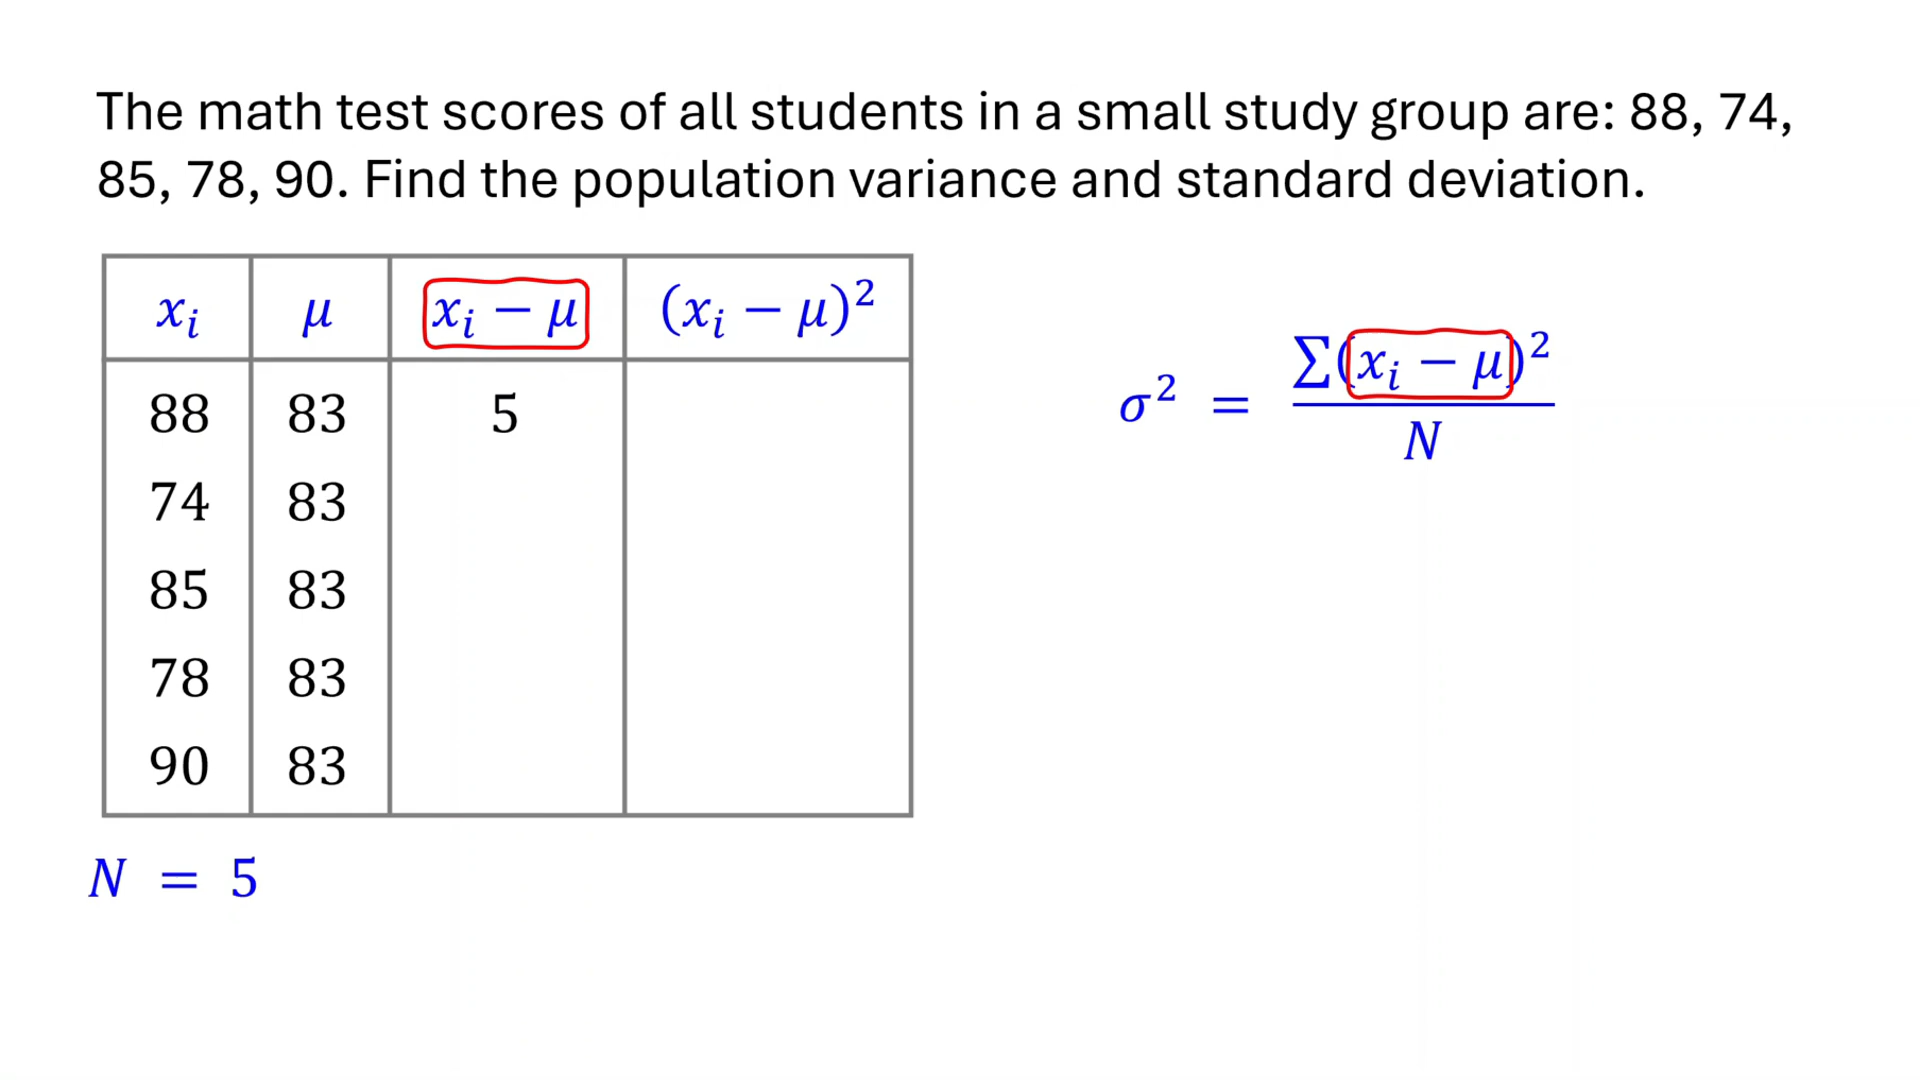 The math test scores of all students in a small study group are: 88, 74,
85, 78, 90. Find the population variance and standard deviation.
xᵢ μ xᵢ − μ (xᵢ − μ)²
88 83 5
74 83
85 83
78 83
90 83
N = 5
σ² = ∑(xᵢ − μ)² / N